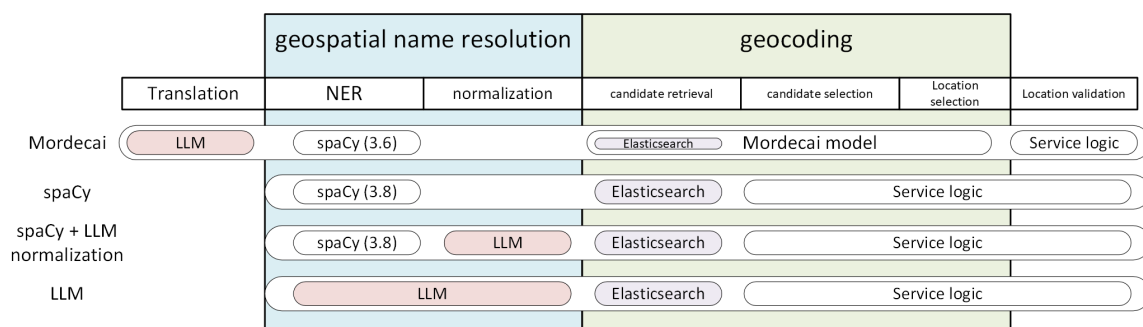 geospatial name resolution
geocoding
Translation
NER
normalization
candidate retrieval
candidate selection
Location
selection
Location validation
Mordecai
LLM
spaCy (3.6)
Elasticsearch
Mordecai model
Service logic
spaCy
spaCy (3.8)
Elasticsearch
Service logic
spaCy + LLM
normalization
spaCy (3.8)
LLM
Elasticsearch
Service logic
LLM
LLM
Elasticsearch
Service logic